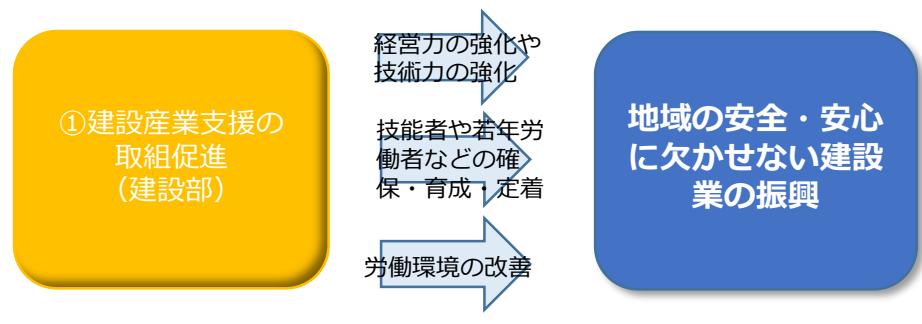 ①建設産業支援の
取組促進
（建設部）
経営力の強化や
技術力の強化
技能者や若年労
働者などの確
保・育成・定着
労働環境の改善
地域の安全・安心
に欠かせない建設
業の振興